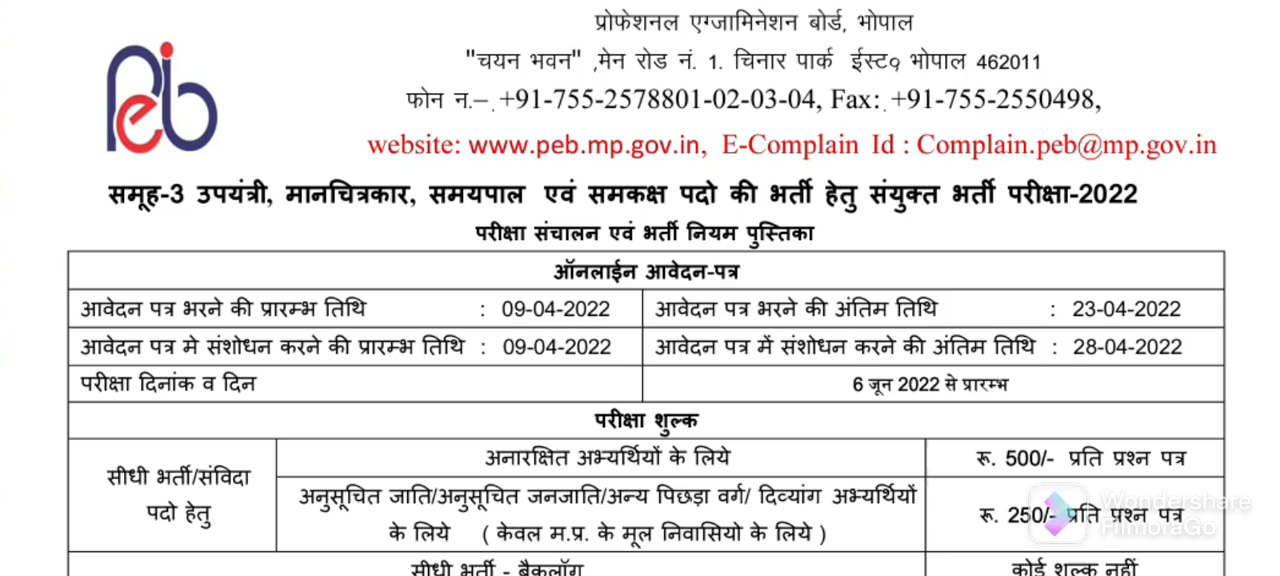 peb
प्रोफेशनल एग्जामिनेशन बोर्ड, भोपाल
"चयन भवन" ,मेन रोड नं. 1. चिनार पार्क ईस्ट० भोपाल 462011
फोन न.–. +91-755-2578801-02-03-04, Fax: +91-755-2550498,
website: www.peb.mp.gov.in, E-Complain Id : Complain.peb@mp.gov.in
समूह-3 उपयंत्री, मानचित्रकार, समयपाल एवं समकक्ष पदो की भर्ती हेतु संयुक्त भर्ती परीक्षा-2022
परीक्षा संचालन एवं भर्ती नियम पुस्तिका
ऑनलाईन आवेदन-पत्र
आवेदन पत्र भरने की प्रारम्भ तिथि : 09-04-2022 आवेदन पत्र भरने की अंतिम तिथि : 23-04-2022
आवेदन पत्र मे संशोधन करने की प्रारम्भ तिथि : 09-04-2022 आवेदन पत्र में संशोधन करने की अंतिम तिथि : 28-04-2022
परीक्षा दिनांक व दिन 6 जून 2022 से प्रारम्भ
परीक्षा शुल्क
सीधी भर्ती/संविदा
पदो हेतु
अनारक्षित अभ्यर्थियों के लिये रू. 500/- प्रति प्रश्न पत्र
अनुसूचित जाति/अनुसूचित जनजाति/अन्य पिछड़ा वर्ग/ दिव्यांग अभ्यर्थियों
के लिये ( केवल म.प्र. के मूल निवासियो के लिये )
रू. 250/- प्रति प्रश्न पत्र
Wondershare
FilmoraGo
सीधी भर्ती - बैकलॉग कोई शुल्क नहीं